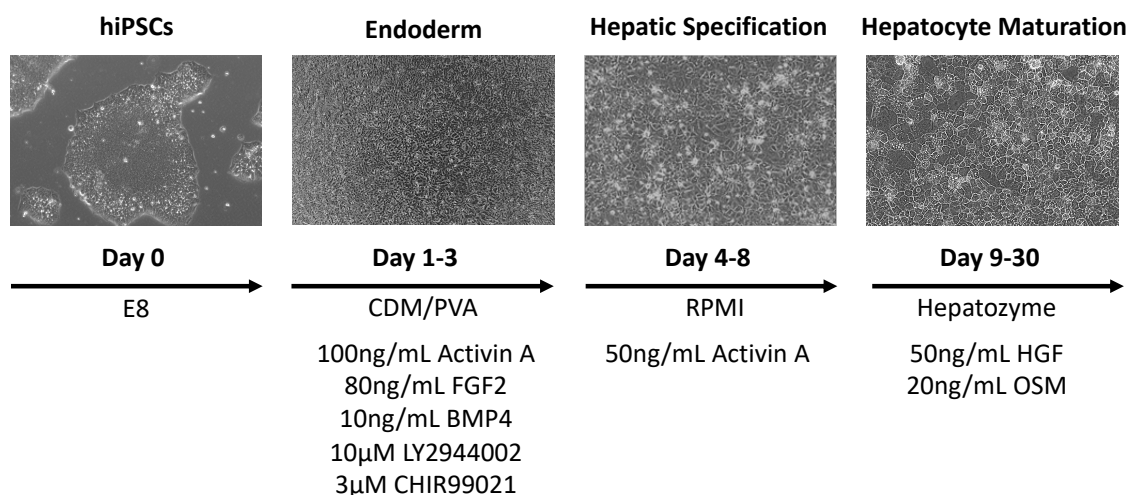 hiPSCs
Endoderm
Hepatic Specification
Hepatocyte Maturation
Day 0
Day 1-3
Day 4-8
Day 9-30
E8
CDM/PVA
RPMI
Hepatozyme
100ng/mL Activin A
80ng/mL FGF2
10ng/mL BMP4
10µM LY2944002
3µM CHIR99021
50ng/mL Activin A
50ng/mL HGF
20ng/mL OSM